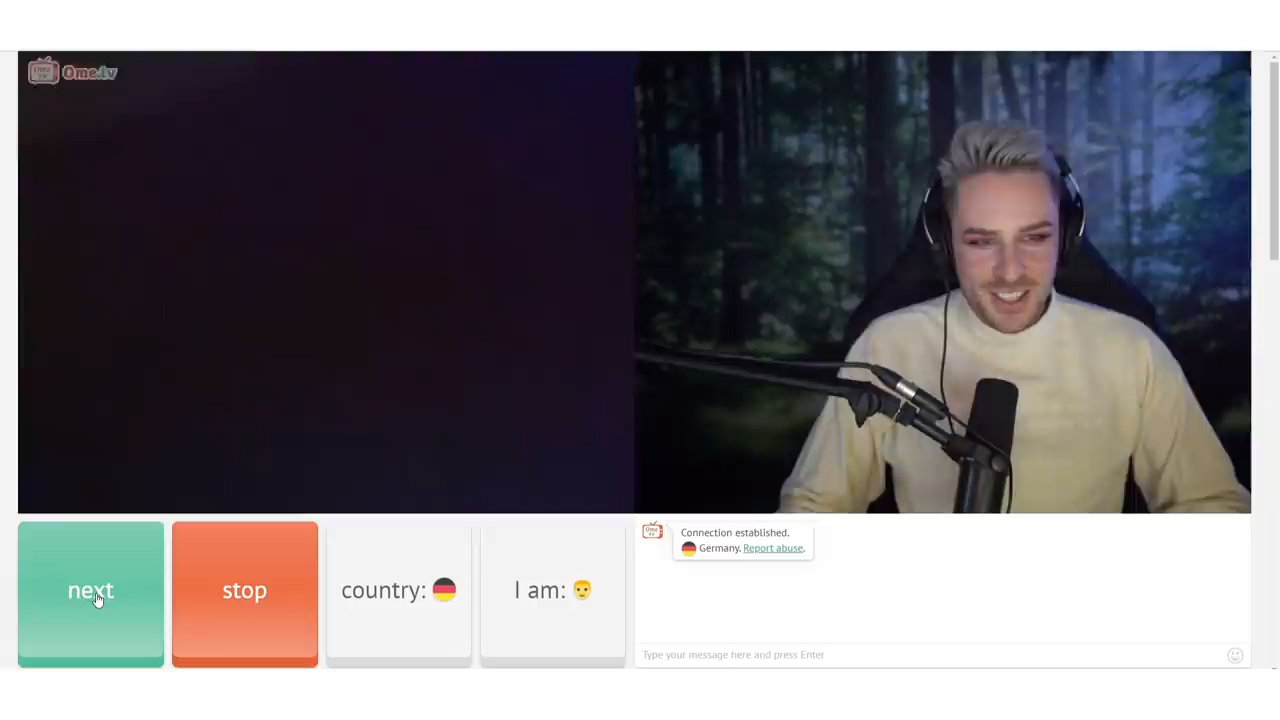 Ome.tv
Connection established.
Germany. Report abuse.
next
stop
country:
I am:
Type your message here and press Enter